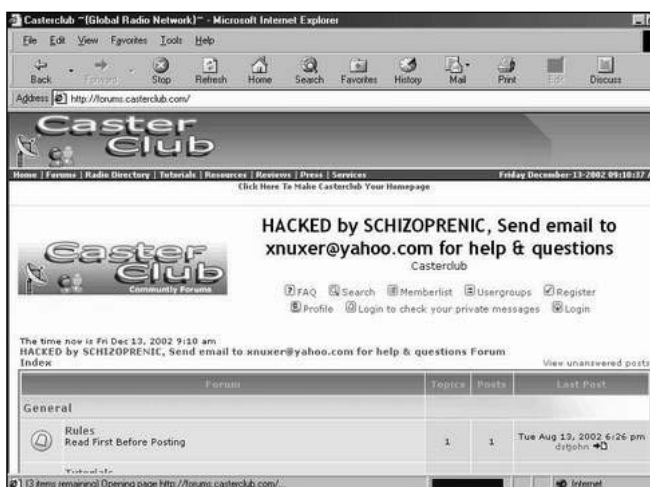 Casterclub ~(Global Radio Network)~ - Microsoft Internet Explorer
File Edit View Favorites Tools Help
Back Forward Stop Refresh Home Search Favorites History Mail Print Edit Discuss
Address http://forums.casterclub.com/
Caster
Club
Home | Forums | Radio Directory | Tutorials | Resources | Reviews | Press | Services Friday December-13-2002 09:10:37
Click Here To Make Casterclub Your Homepage
Caster
Club
Community Forums
HACKED by SCHIZOPRENIC, Send email to
xnuxer@yahoo.com for help & questions
Casterclub
FAQ Search Memberlist Usergroups Register
Profile Login to check your private messages Login
The time now is Fri Dec 13, 2002 9:10 am
HACKED by SCHIZOPRENIC, Send email to xnuxer@yahoo.com for help & questions Forum
Index
View unanswered posts
Forum Topics Posts Last Post
General
Rules
Read First Before Posting
1 1
Tue Aug 13, 2002 6:26 pm
dstjohn
Tutorials
(3 items remaining) Opening page http://forums.casterclub.com/...
Internet